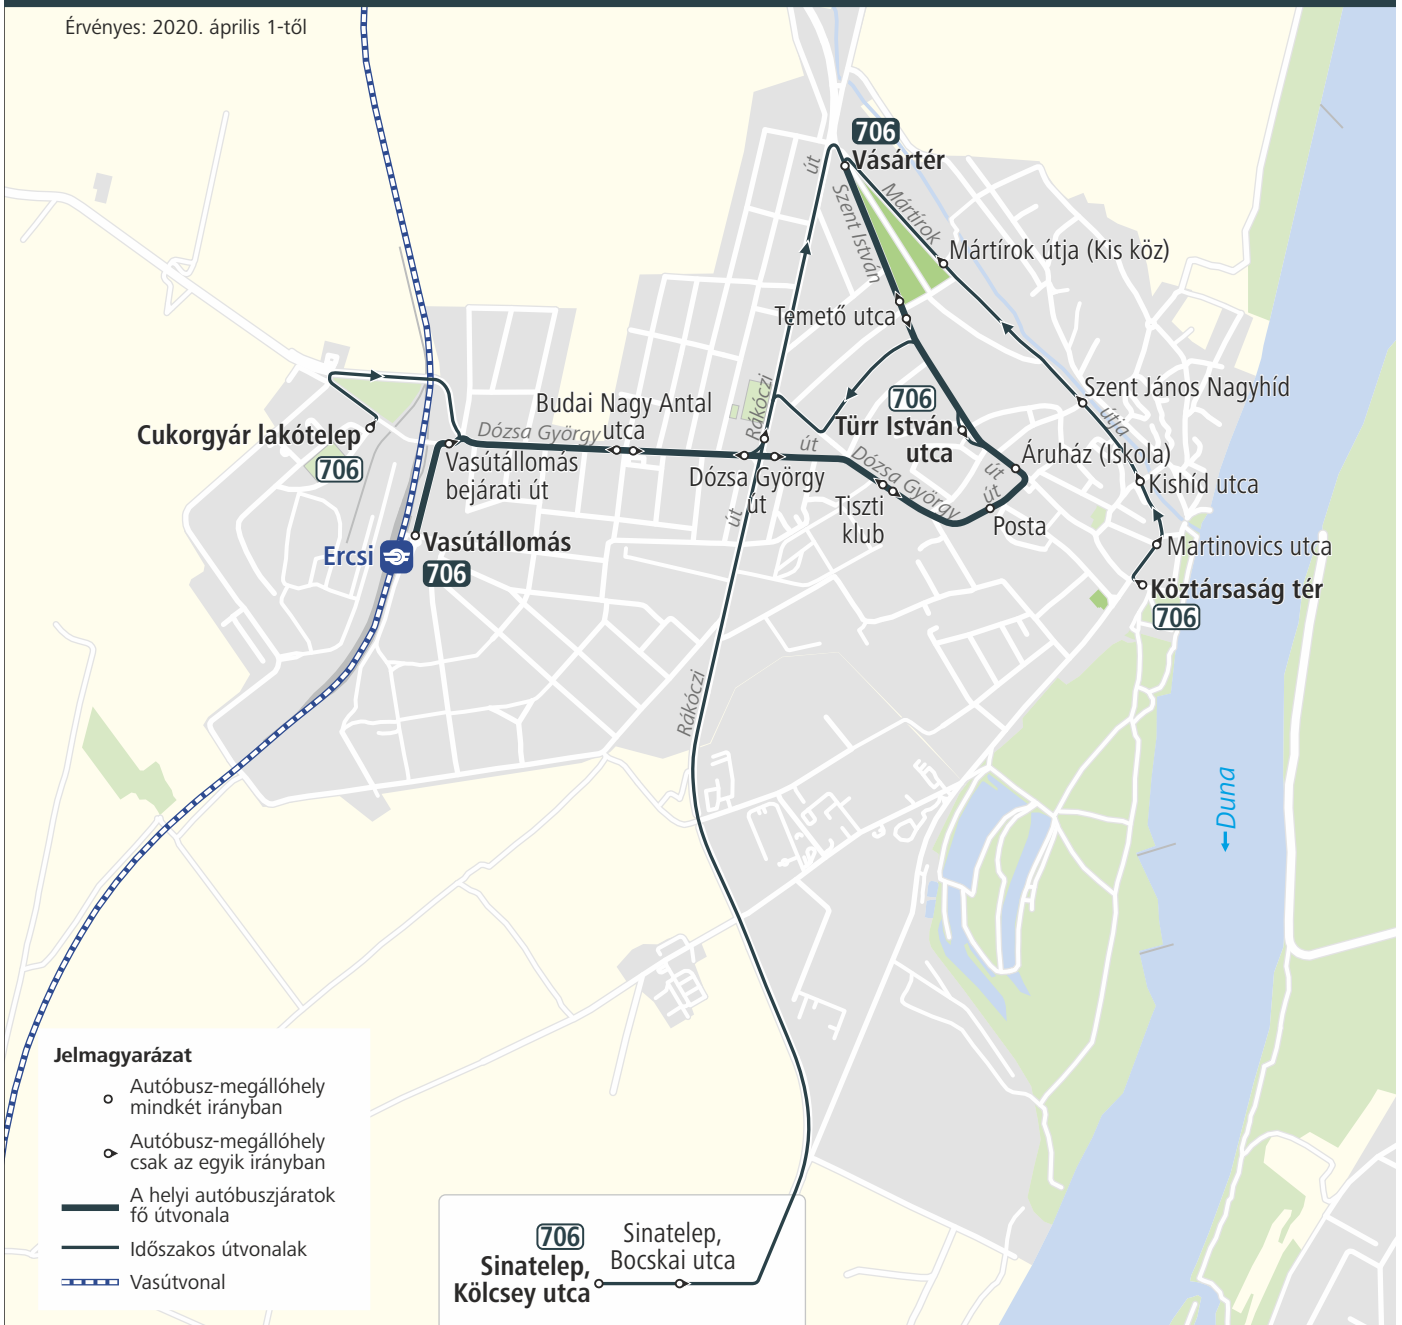 Érvényes: 2020. április 1-től
706
Vásártér
út
Szent István
Mártírok
Mártírok útja (Kis köz)
Temető utca
Szent János Nagyhíd
útja
706
Türr István
utca
Rákóczi
Budai Nagy Antal
utca
Dózsa György
út
Cukorgyár lakótelep
706
Vasútállomás
bejárati út
Dózsa György
út
út
Dózsa György
Tiszti
klub
Áruház (Iskola)
út
út
Posta
Kishíd utca
Martinovics utca
Köztársaság tér
706
Ercsi
Vasútállomás
706
Rákóczi
←Duna
Jelmagyarázat
Autóbusz-megállóhely
mindkét irányban
Autóbusz-megállóhely
csak az egyik irányban
A helyi autóbuszjáratok
fő útvonala
Időszakos útvonalak
Vasútvonal
706
Sinatelep,
Kölcsey utca
Sinatelep,
Bocskai utca